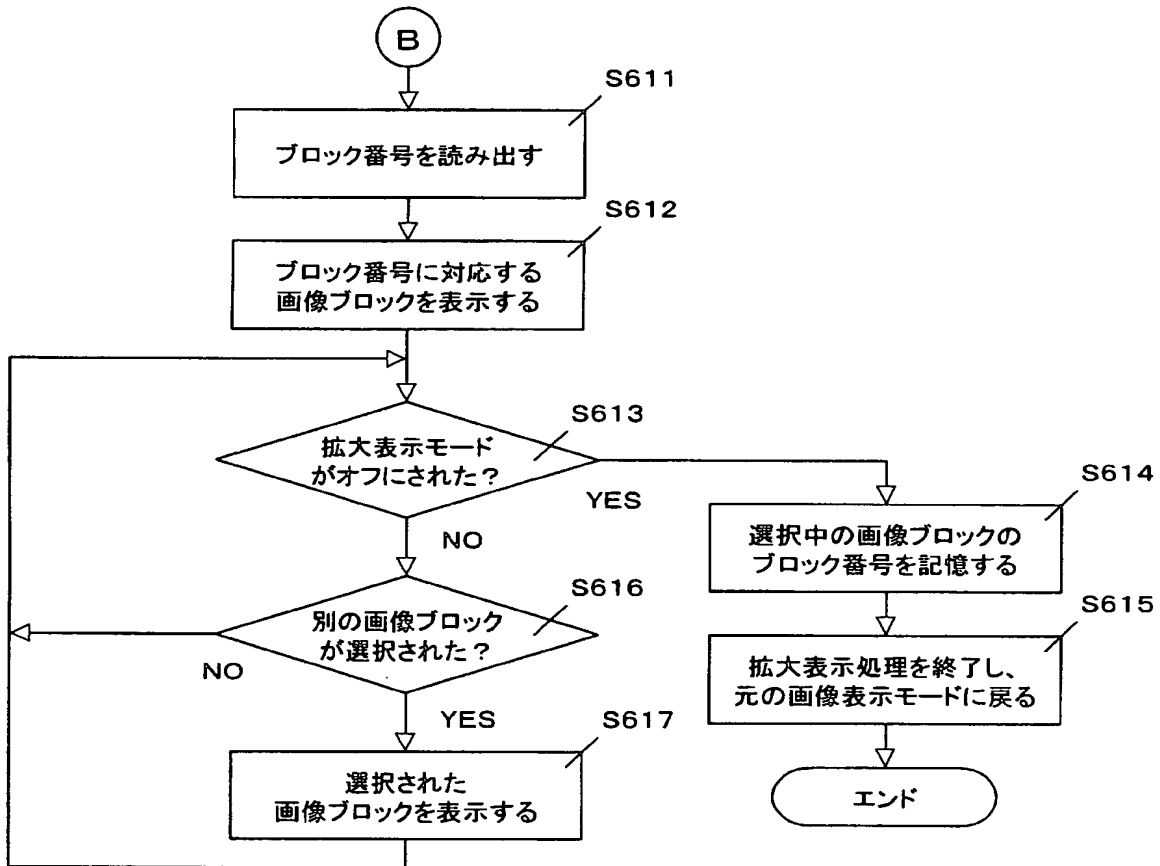 B
S611
ブロック番号を読み出す
S612
ブロック番号に対応する
画像ブロックを表示する
S613
拡大表示モード
がオフにされた？
YES
NO
S614
選択中の画像ブロックの
ブロック番号を記憶する
S616
別の画像ブロック
が選択された？
NO
YES
S615
拡大表示処理を終了し、
元の画像表示モードに戻る
S617
選択された
画像ブロックを表示する
エンド